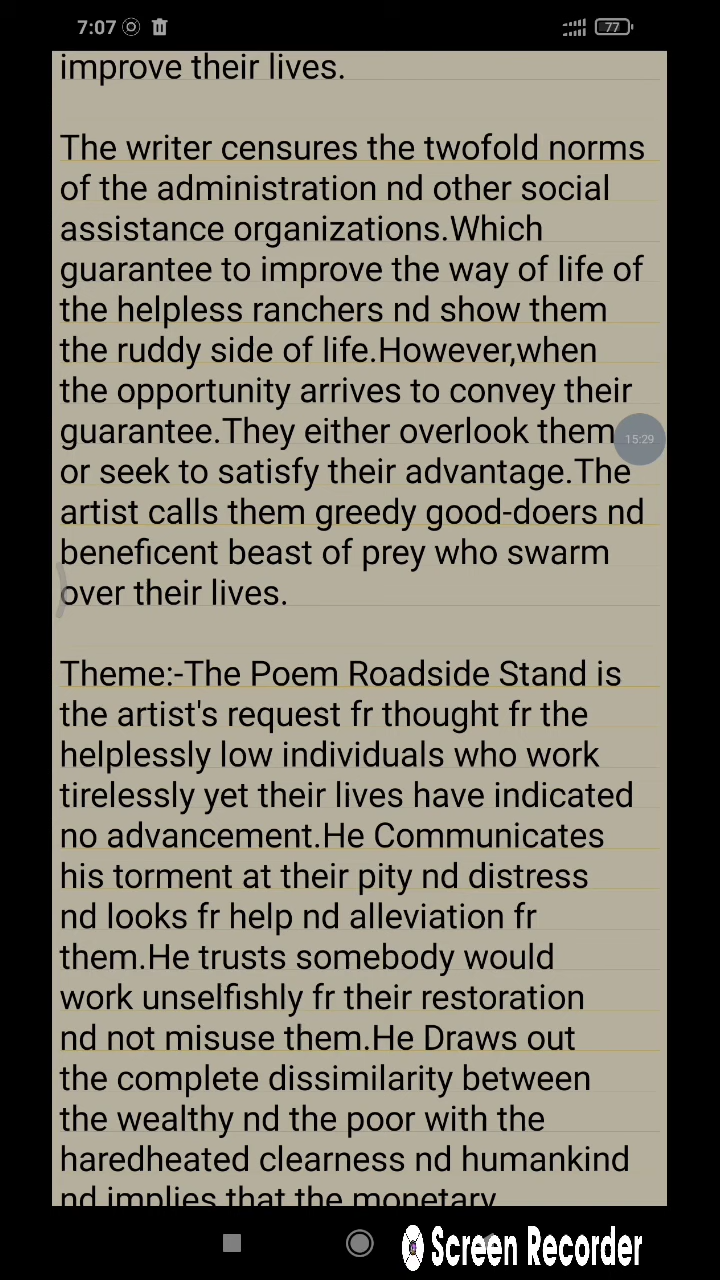 7:07
77
improve their lives.
The writer censures the twofold norms
of the administration nd other social
assistance organizations.Which
guarantee to improve the way of life of
the helpless ranchers nd show them
the ruddy side of life.However,when
the opportunity arrives to convey their
guarantee.They either overlook them
15:29
or seek to satisfy their advantage.The
artist calls them greedy good-doers nd
beneficent beast of prey who swarm
over their lives.
Theme:-The Poem Roadside Stand is
the artist's request fr thought fr the
helplessly low individuals who work
tirelessly yet their lives have indicated
no advancement.He Communicates
his torment at their pity nd distress
nd looks fr help nd alleviation fr
them.He trusts somebody would
work unselfishly fr their restoration
nd not misuse them.He Draws out
the complete dissimilarity between
the wealthy nd the poor with the
haredheated clearness nd humankind
nd implies that the monetary
Screen Recorder